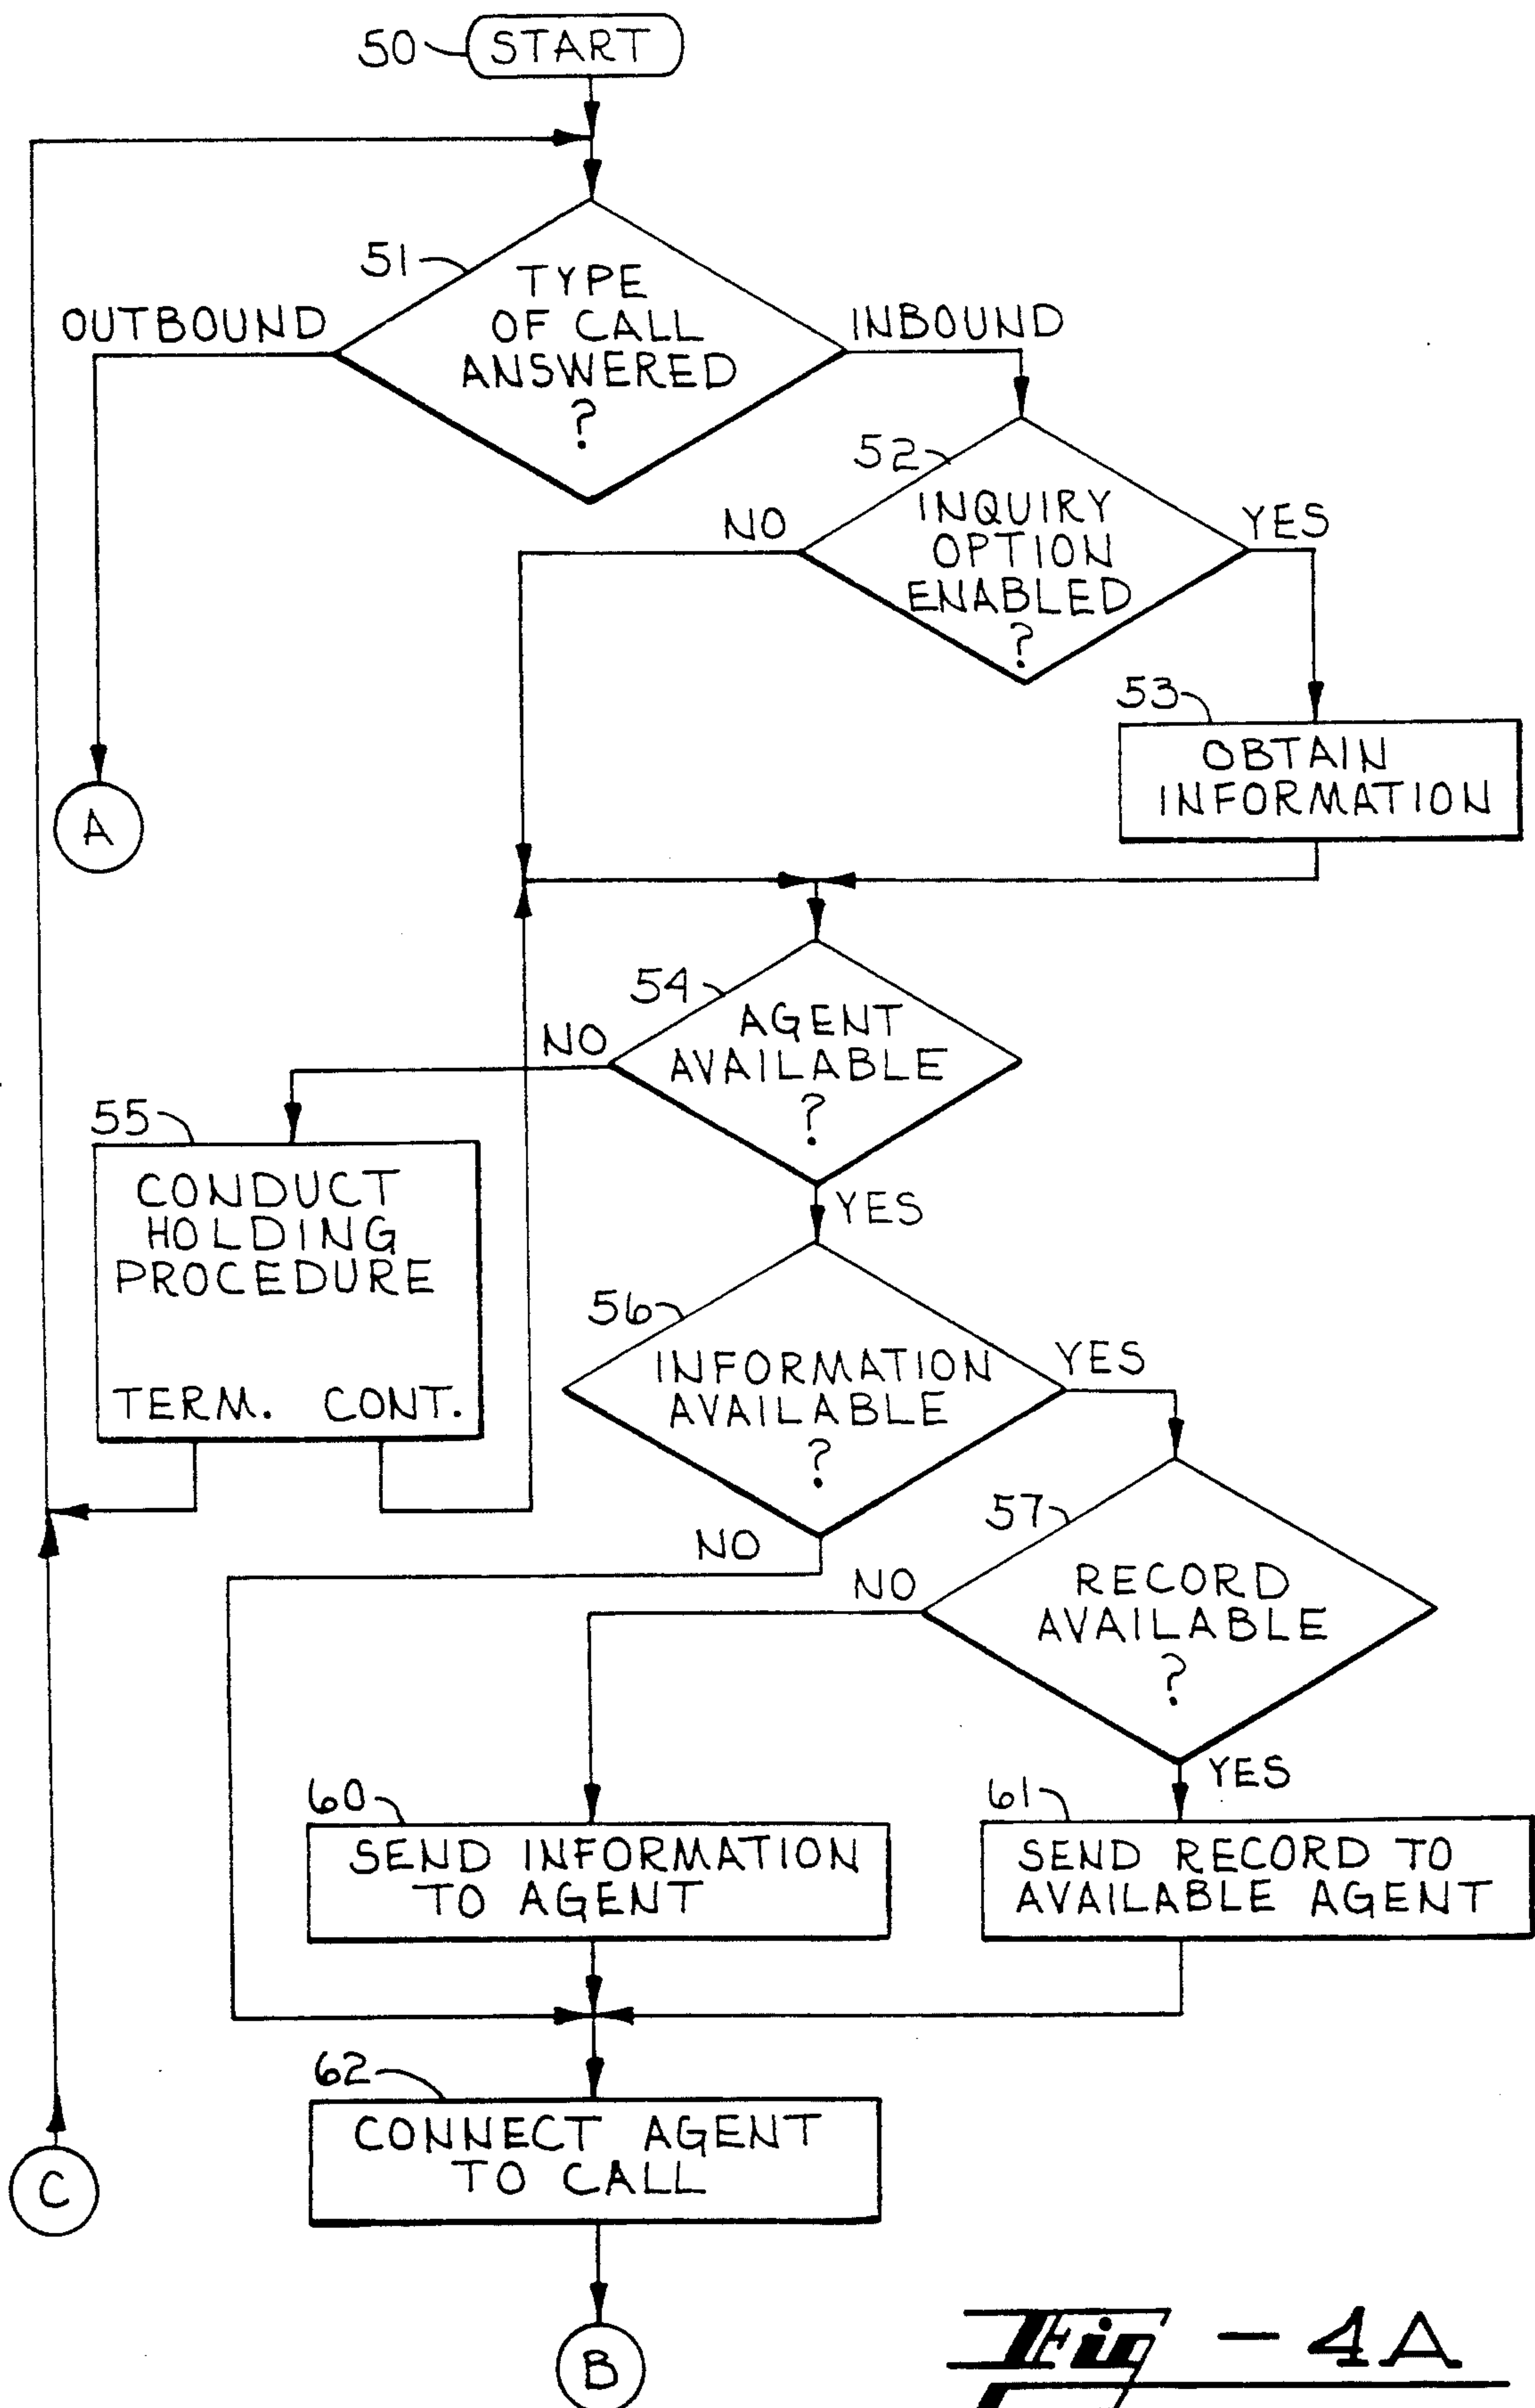 50
START
51
TYPE
OF CALL
ANSWERED
?
OUTBOUND
INBOUND
52
INQUIRY
OPTION
ENABLED
?
NO
YES
53
OBTAIN
INFORMATION
A
54
AGENT
AVAILABLE
?
NO
YES
55
CONDUCT
HOLDING
PROCEDURE
TERM. CONT.
56
INFORMATION
AVAILABLE
?
YES
NO
57
RECORD
AVAILABLE
?
NO
YES
60
SEND INFORMATION
TO AGENT
61
SEND RECORD TO
AVAILABLE AGENT
62
CONNECT AGENT
TO CALL
C
B
Fig - 4A